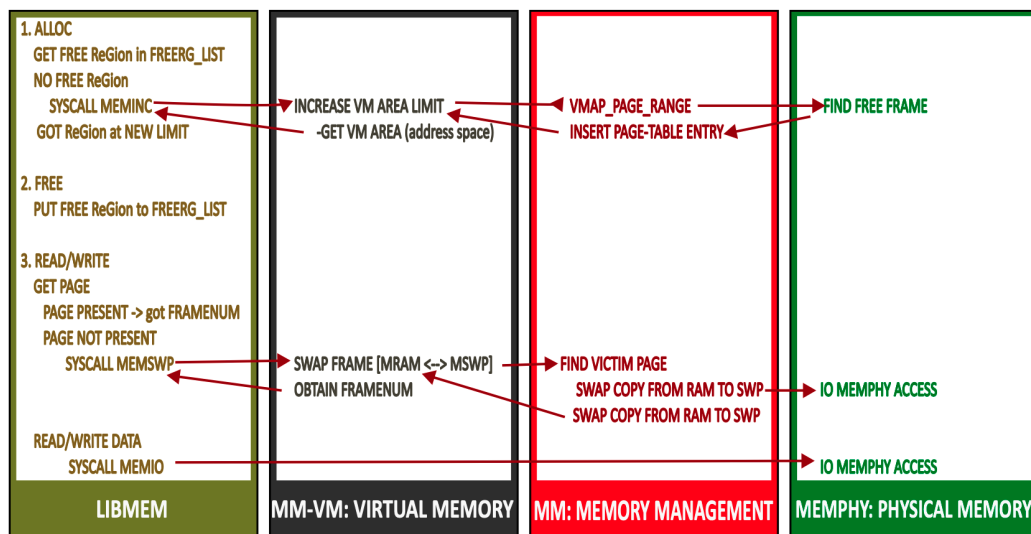 1. ALLOC
GET FREE ReGion in FREERG_LIST
NO FREE ReGion
SYSCALL MEMINC
GOT ReGion at NEW LIMIT
2. FREE
PUT FREE ReGion to FREERG_LIST
3. READ/WRITE
GET PAGE
PAGE PRESENT -> got FRAMENUM
PAGE NOT PRESENT
SYSCALL MEMSWP
READ/WRITE DATA
SYSCALL MEMIO
LIBMEM
INCREASE VM AREA LIMIT
-GET VM AREA (address space)
SWAP FRAME [MRAM <--> MSWP]
OBTAIN FRAMENUM
MM-VM: VIRTUAL MEMORY
VMAP_PAGE_RANGE
INSERT PAGE-TABLE ENTRY
FIND VICTIM PAGE
SWAP COPY FROM RAM TO SWP
SWAP COPY FROM RAM TO SWP
MM: MEMORY MANAGEMENT
FIND FREE FRAME
IO MEMPHY ACCESS
IO MEMPHY ACCESS
MEMPHY: PHYSICAL MEMORY